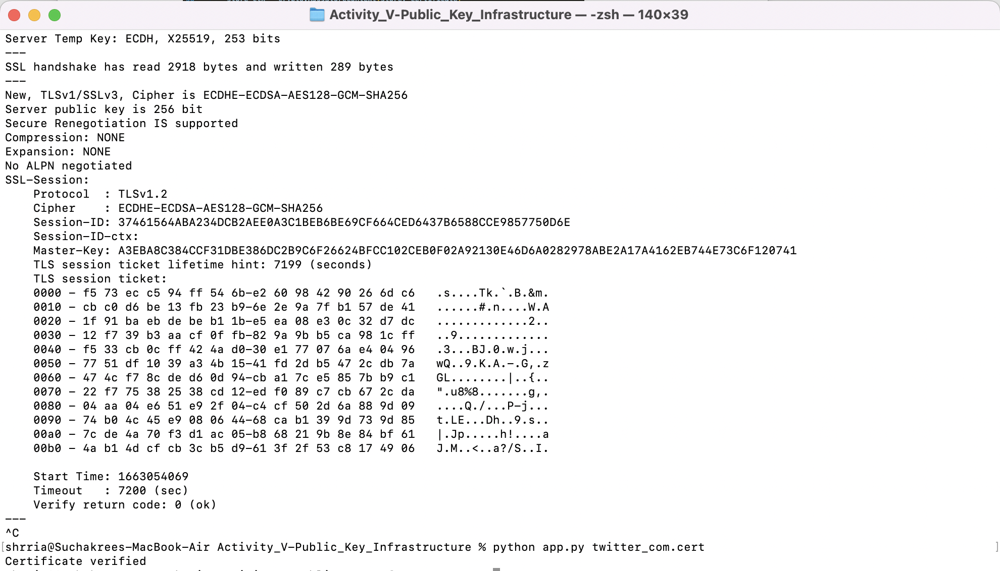 Activity_V-Public_Key_Infrastructure — -zsh — 140×39
Server Temp Key: ECDH, X25519, 253 bits
---
SSL handshake has read 2918 bytes and written 289 bytes
---
New, TLSv1/SSLv3, Cipher is ECDHE-ECDSA-AES128-GCM-SHA256
Server public key is 256 bit
Secure Renegotiation IS supported
Compression: NONE
Expansion: NONE
No ALPN negotiated
SSL-Session:
    Protocol  : TLSv1.2
    Cipher    : ECDHE-ECDSA-AES128-GCM-SHA256
    Session-ID: 37461564ABA234DCB2AEE0A3C1BEB6BE69CF664CED6437B6588CCE9857750D6E
    Session-ID-ctx:
    Master-Key: A3EBA8C384CCF31DBE386DC2B9C6F26624BFCC102CEB0F02A92130E46D6A0282978ABE2A17A4162EB744E73C6F120741
    TLS session ticket lifetime hint: 7199 (seconds)
    TLS session ticket:
    0000 - f5 73 ec c5 94 ff 54 6b-e2 60 98 42 90 26 6d c6   .s....Tk.`.B.&m.
    0010 - cb c0 d6 be 13 fb 23 b9-6e 2e 9a 7f b1 57 de 41   ......#.n....W.A
    0020 - 1f 91 ba eb de be b1 1b-e5 ea 08 e3 0c 32 d7 dc   .............2..
    0030 - 12 f7 39 b3 aa cf 0f fb-82 9a 9b b5 ca 98 1c ff   ..9.............
    0040 - f5 33 cb 0c ff 42 4a d0-30 e1 77 07 6a e4 04 96   .3...BJ.0.w.j...
    0050 - 77 51 df 10 39 a3 4b 15-41 fd 2d b5 47 2c db 7a   wQ..9.K.A.-.G,.z
    0060 - 47 4c f7 8c de d6 0d 94-cb a1 7c e5 85 7b b9 c1   GL........|..{..
    0070 - 22 f7 75 38 25 38 cd 12-ed f0 89 c7 cb 67 2c da   ".u8%8.......g,.
    0080 - 04 aa 04 e6 51 e9 2f 04-c4 cf 50 2d 6a 88 9d 09   ....Q./...P-j...
    0090 - 74 b0 4c 45 e9 08 06 44-68 ca b1 39 9d 73 9d 85   t.LE...Dh..9.s..
    00a0 - 7c de 4a 70 f3 d1 ac 05-b8 68 21 9b 8e 84 bf 61   |.Jp.....h!....a
    00b0 - 4a b1 4d cf cb 3c b5 d9-61 3f 2f 53 c8 17 49 06   J.M..<..a?/S..I.
    Start Time: 1663054069
    Timeout   : 7200 (sec)
    Verify return code: 0 (ok)
---
^C
[shrria@Suchakrees-MacBook-Air Activity_V-Public_Key_Infrastructure % python app.py twitter_com.cert ]
Certificate verified